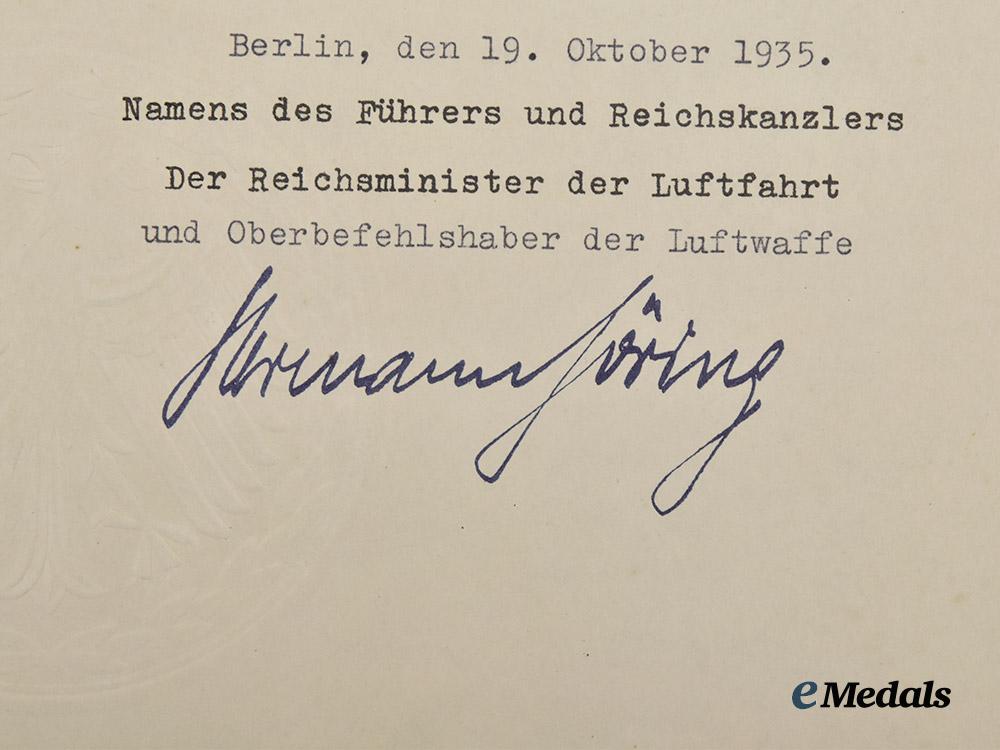 Berlin, den 19. Oktober 1935.
Namens des Führers und Reichskanzlers
Der Reichsminister der Luftfahrt
und Oberbefehlshaber der Luftwaffe
Hermann Göring
eMedals